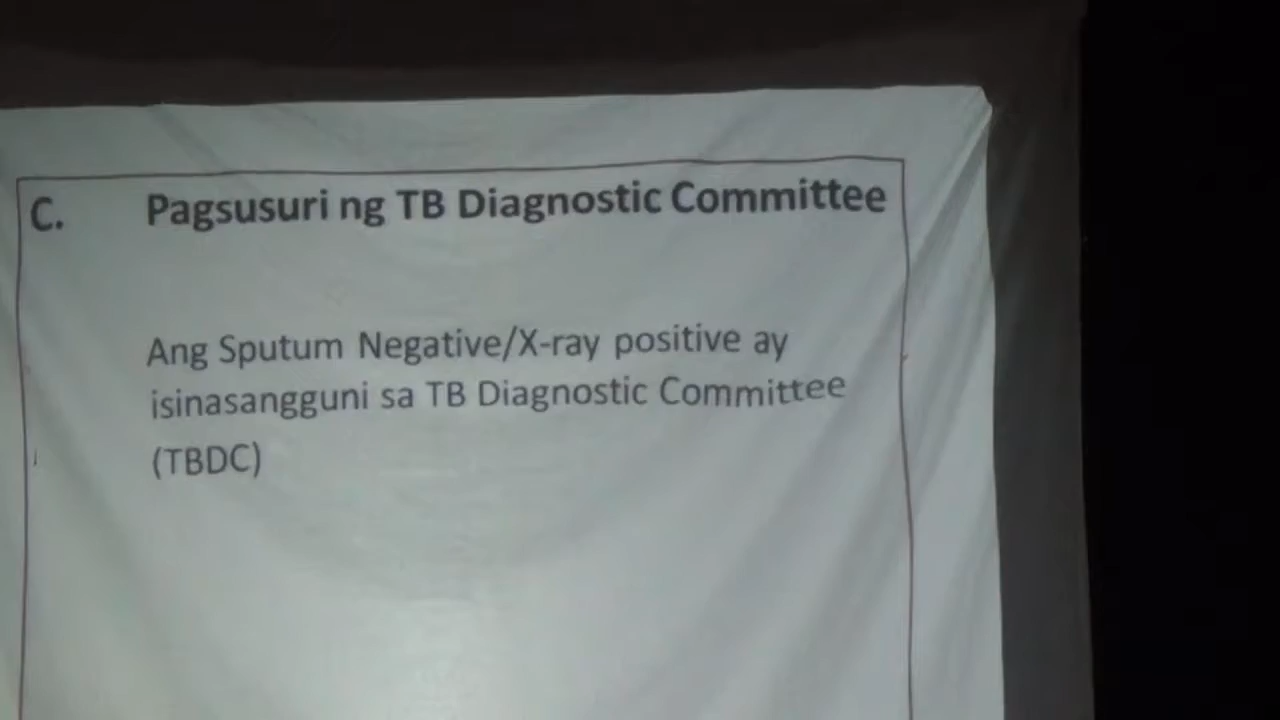 C. Pagsusuri ng TB Diagnostic Committee
Ang Sputum Negative/X-ray positive ay
isinasangguni sa TB Diagnostic Committee
(TBDC)